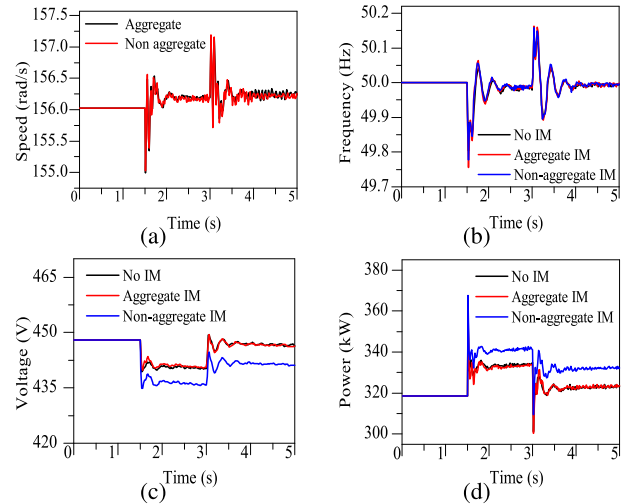 157.5
157.0
156.5
156.0
155.5
155.0
Speed (rad/s)
Aggregate
Non aggregate
0 1 2 3 4 5
Time (s)
(a)
50.2
50.1
50.0
49.9
49.8
49.7
Frequency (Hz)
No IM
Aggregate IM
Non-aggregate IM
0 1 2 3 4 5
Time (s)
(b)
465
450
435
420
Voltage (V)
No IM
Aggregate IM
Non-aggregate IM
0 1 2 3 4 5
Time (s)
(c)
380
360
340
320
300
Power (kW)
No IM
Aggregate IM
Non-aggregate IM
0 1 2 3 4 5
Time (s)
(d)